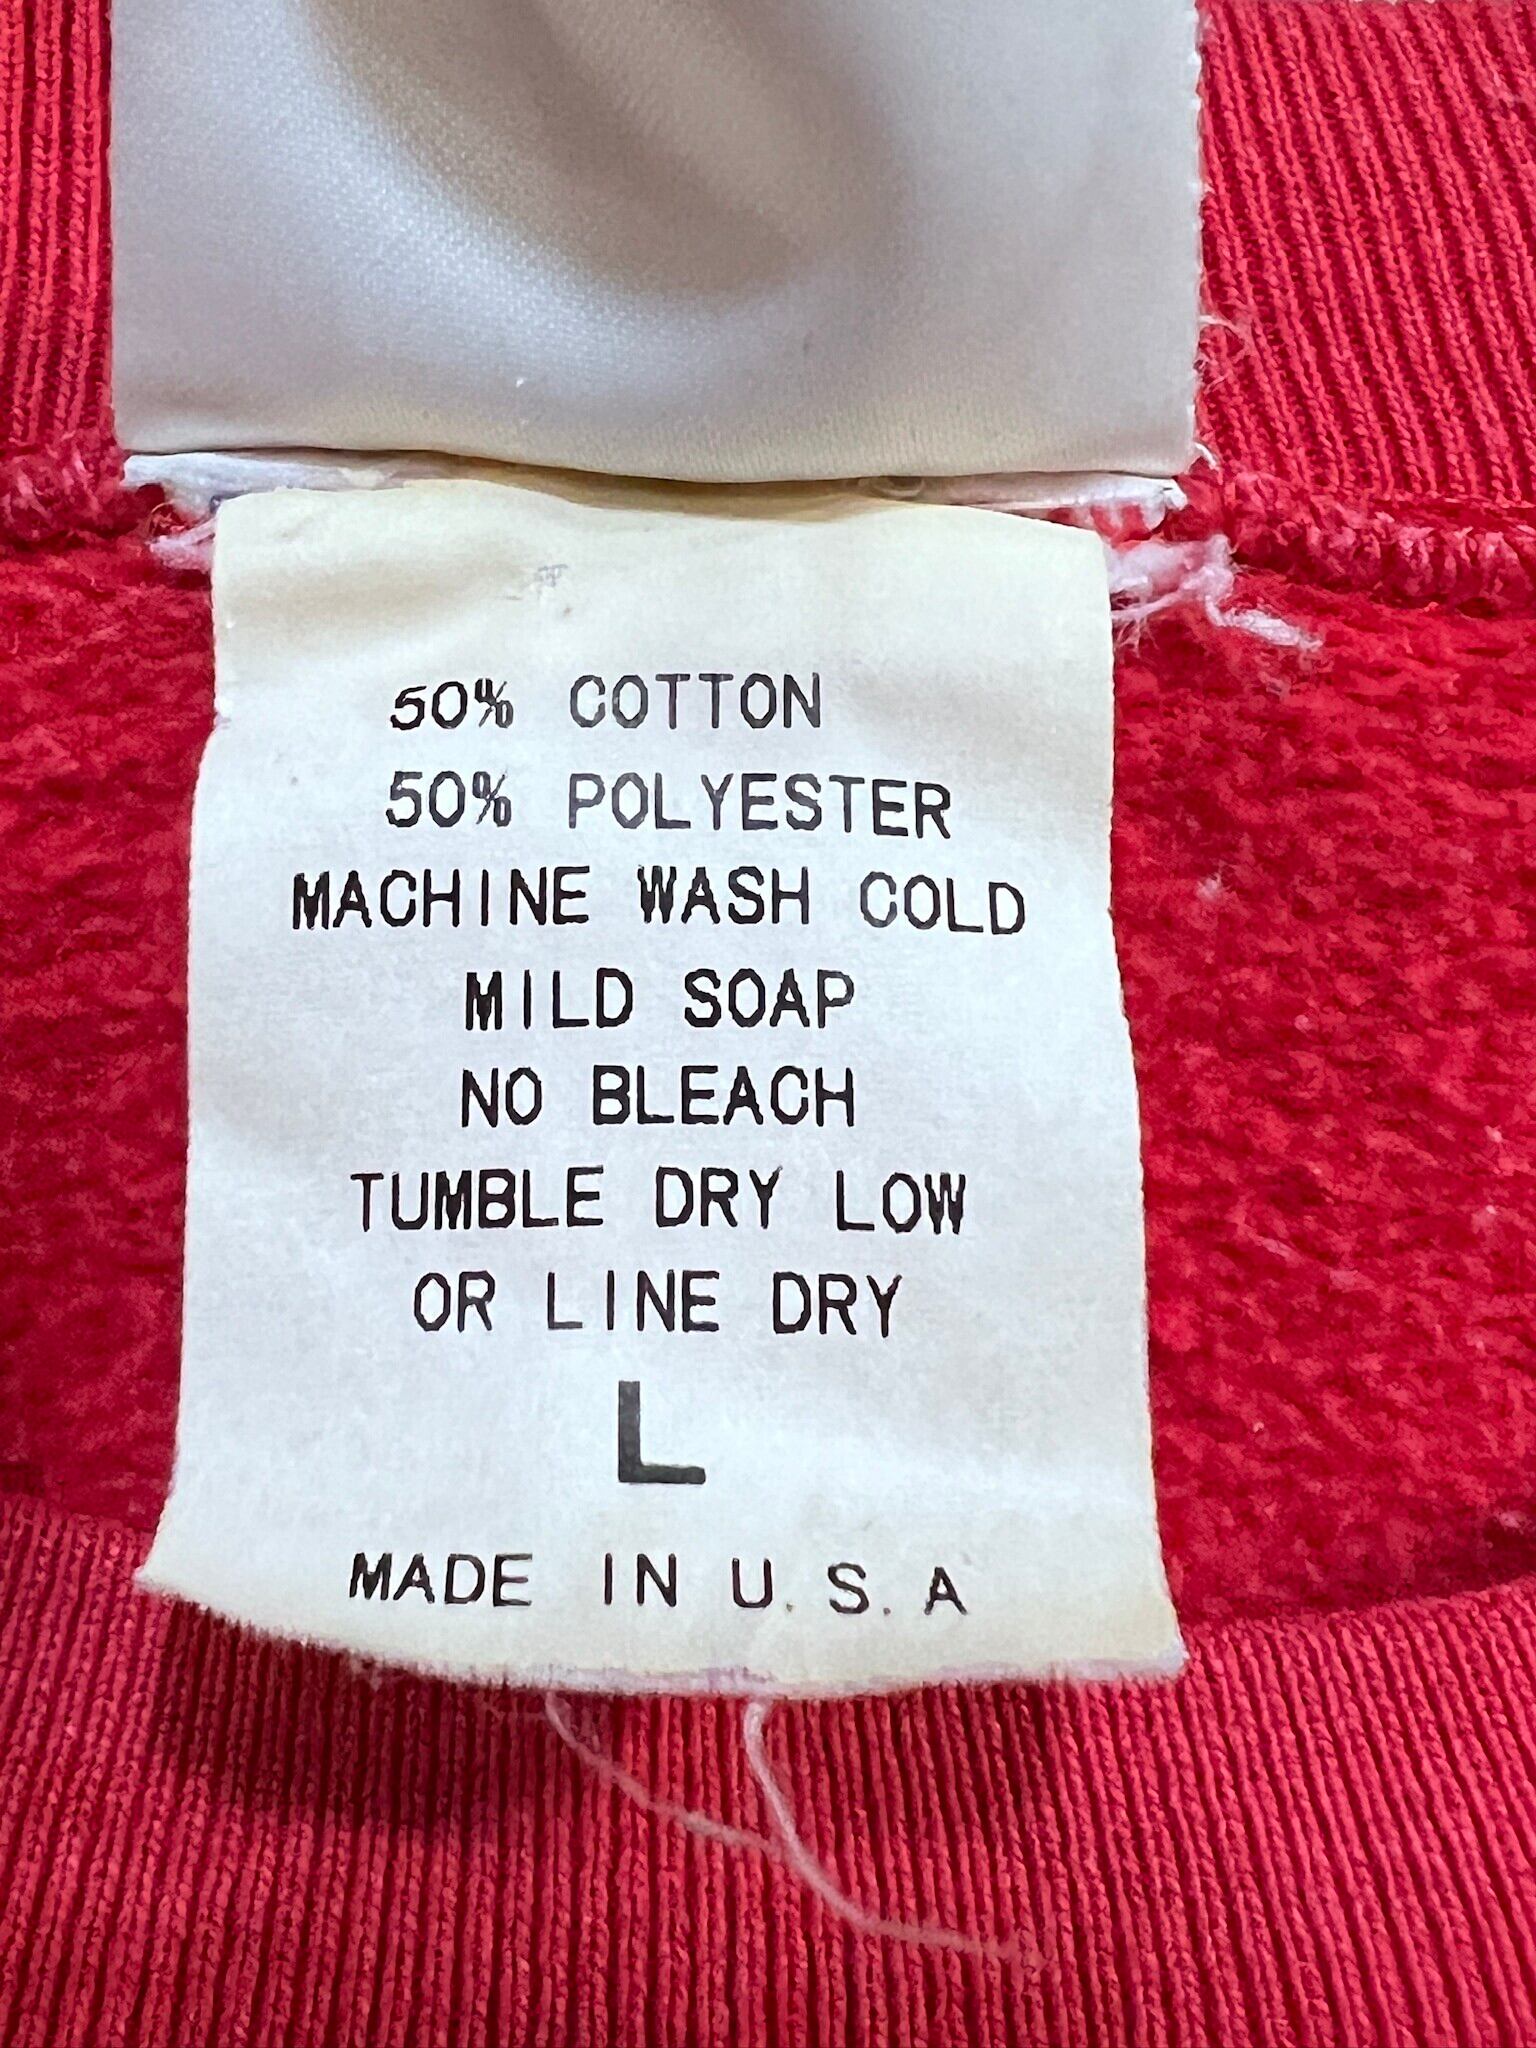 50% COTTON
50% POLYESTER
MACHINE WASH COLD
MILD SOAP
NO BLEACH
TUMBLE DRY LOW
OR LINE DRY
L
MADE IN U.S.A